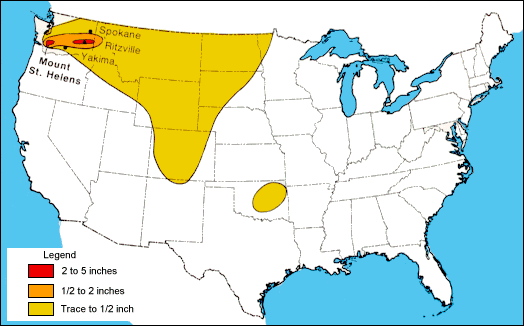 Spokane
Ritzville
Yakima
Mount
St. Helens
Legend
2 to 5 inches
1/2 to 2 inches
Trace to 1/2 inch